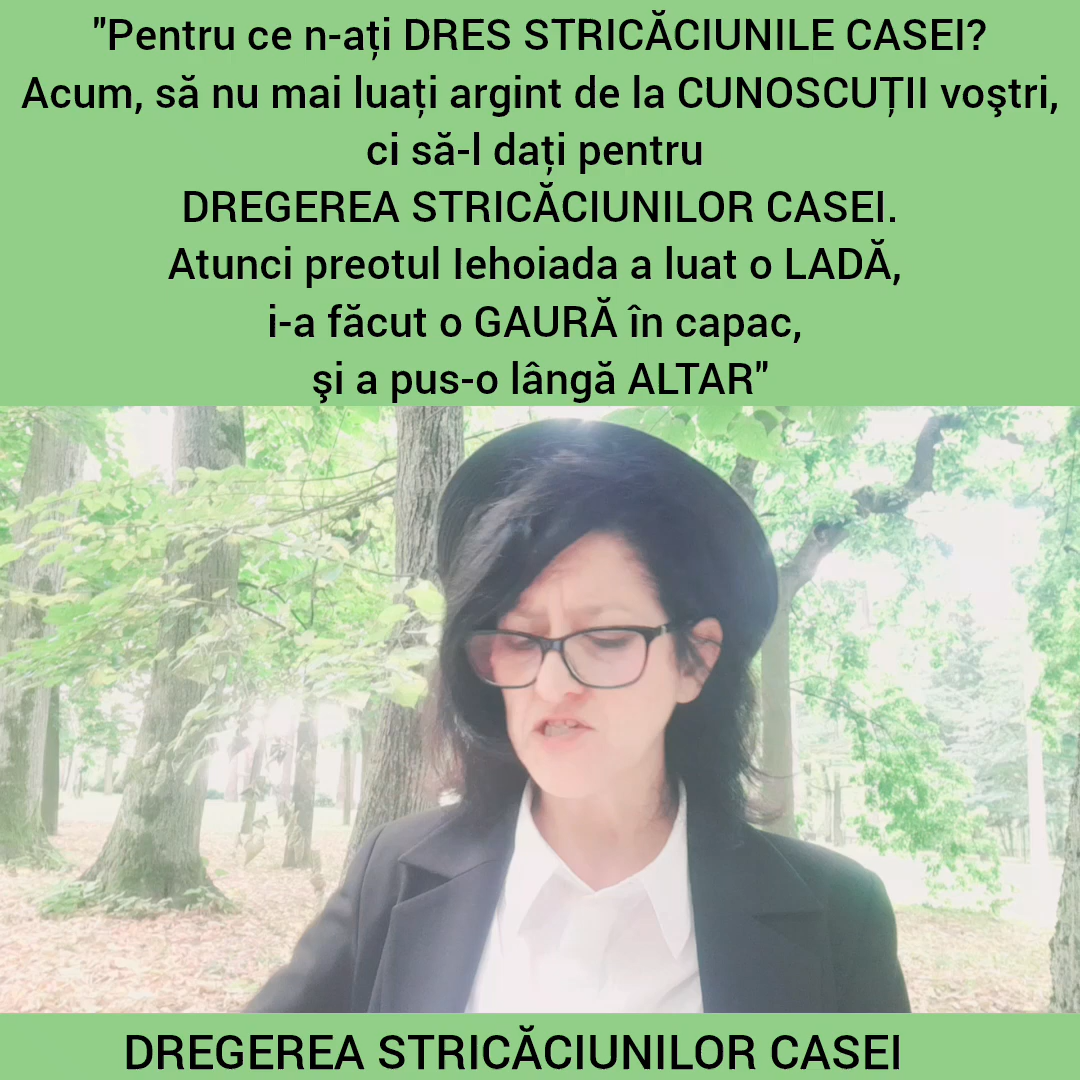 "Pentru ce n-ați DRES STRICĂCIUNILE CASEI?
Acum, să nu mai luați argint de la CUNOSCUȚII voştri,
ci să-l dați pentru
DREGEREA STRICĂCIUNILOR CASEI.
Atunci preotul Iehoiada a luat o LADĂ,
i-a făcut o GAURĂ în capac,
şi a pus-o lângă ALTAR"
DREGEREA STRICĂCIUNILOR CASEI